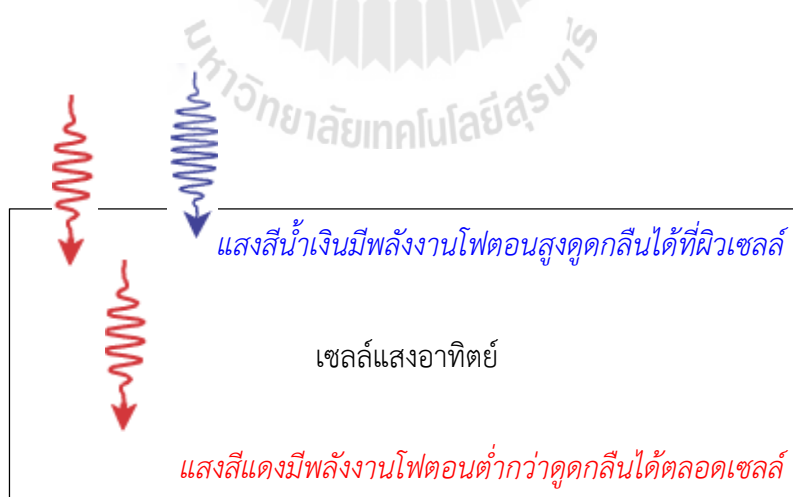 มหาวิทยาลัยเทคโนโลยีสุรนารี
แสงสีน้ำเงินมีพลังงานโฟตอนสูงดูดกลืนได้ที่ผิวเซลล์
เซลล์แสงอาทิตย์
แสงสีแดงมีพลังงานโฟตอนต่ำกว่าดูดกลืนได้ตลอดเซลล์